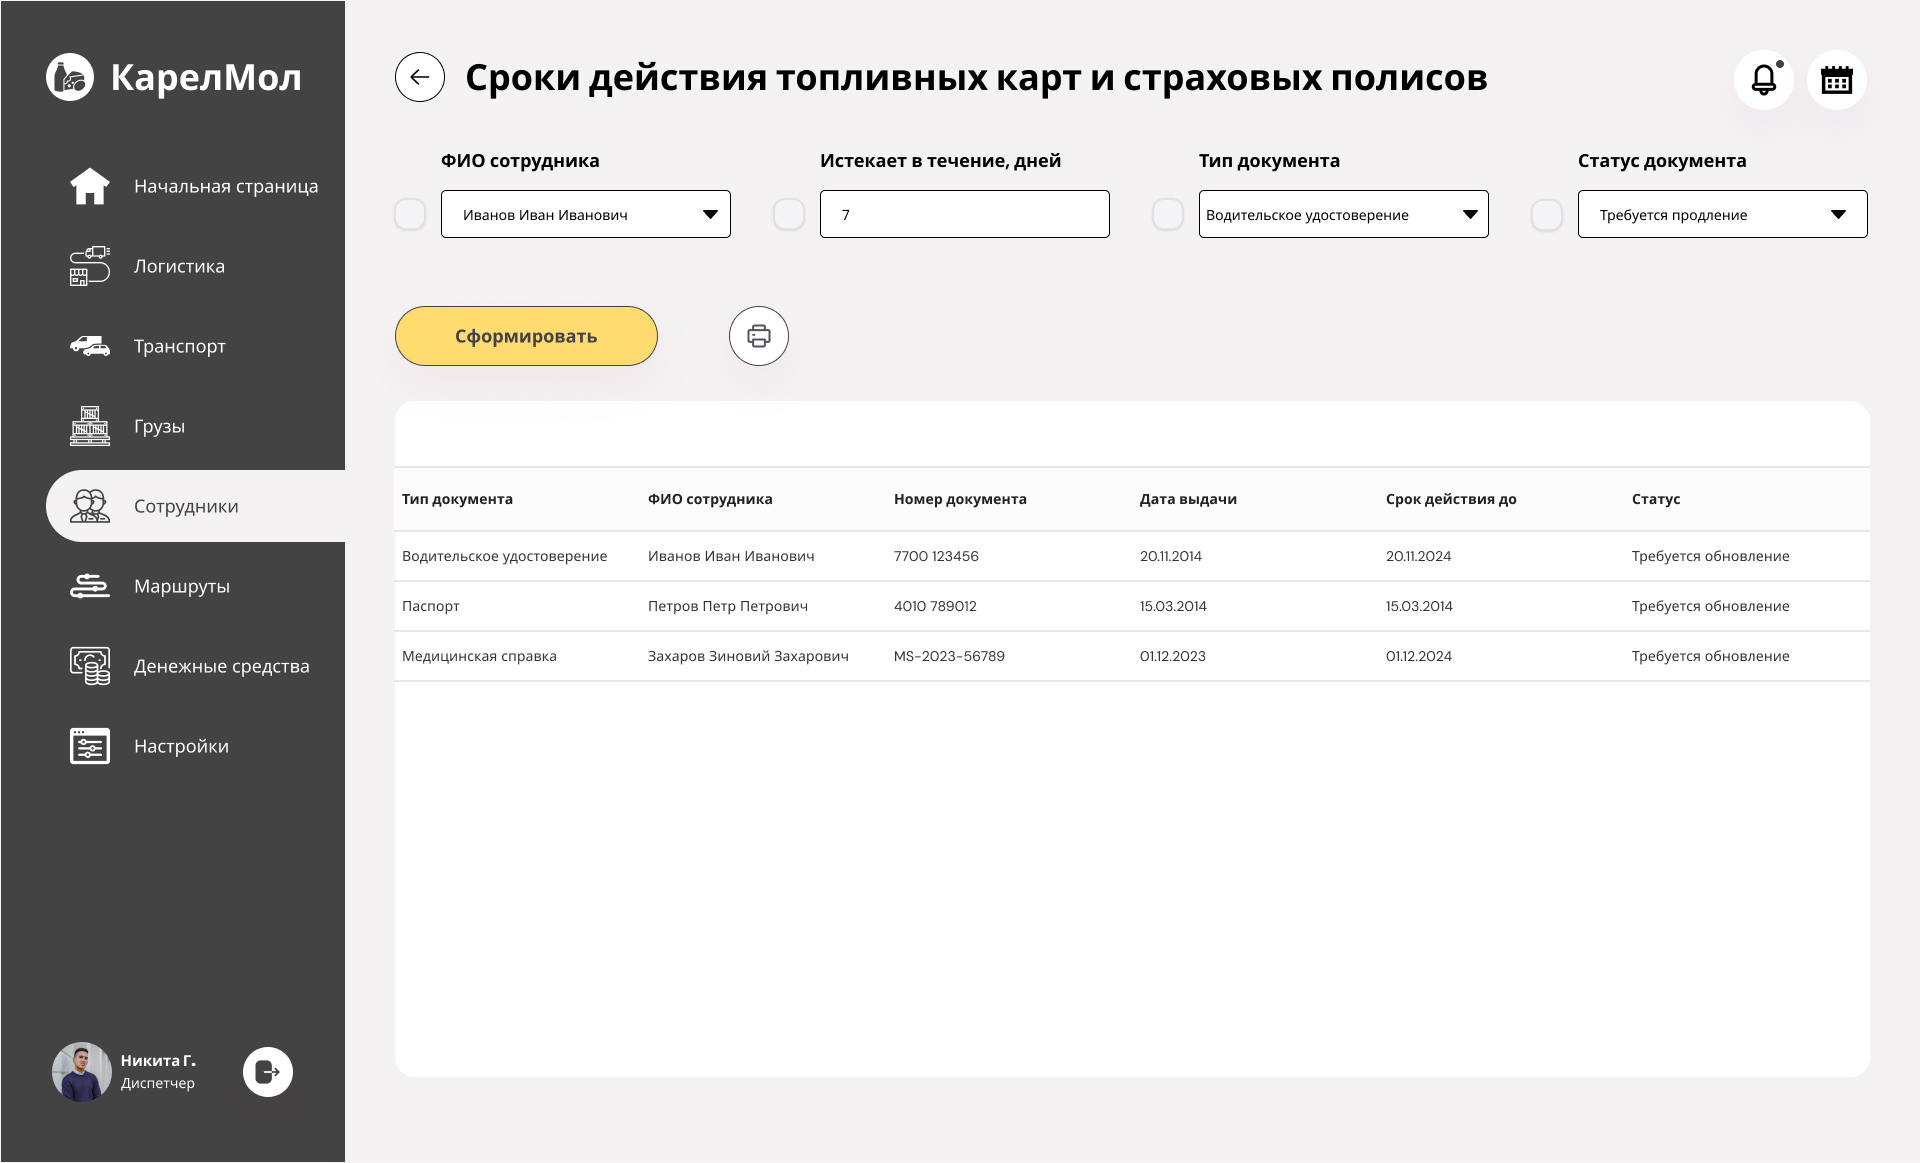 КарелМол
Сроки действия топливных карт и страховых полисов
Начальная страница
Логистика
Транспорт
Грузы
Сотрудники
Маршруты
Денежные средства
Настройки
Никита Г.
Диспетчер
ФИО сотрудника
Иванов Иван Иванович
Истекает в течение, дней
7
Тип документа
Водительское удостоверение
Статус документа
Требуется продление
Сформировать
Тип документа ФИО сотрудника Номер документа Дата выдачи Срок действия до Статус
Водительское удостоверение Иванов Иван Иванович 7700 123456 20.11.2014 20.11.2024 Требуется обновление
Паспорт Петров Петр Петрович 4010 789012 15.03.2014 15.03.2014 Требуется обновление
Медицинская справка Захаров Зиновий Захарович MS-2023-56789 01.12.2023 01.12.2024 Требуется обновление